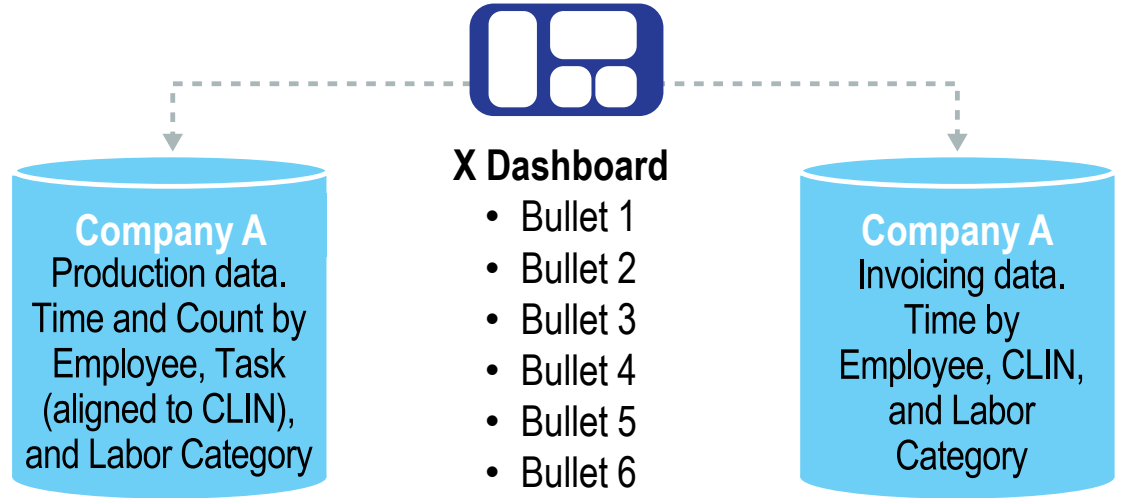 X Dashboard
• Bullet 1
• Bullet 2
• Bullet 3
• Bullet 4
• Bullet 5
• Bullet 6
Company A
Production data.
Time and Count by
Employee, Task
(aligned to CLIN),
and Labor Category
Company A
Invoicing data.
Time by
Employee, CLIN,
and Labor
Category